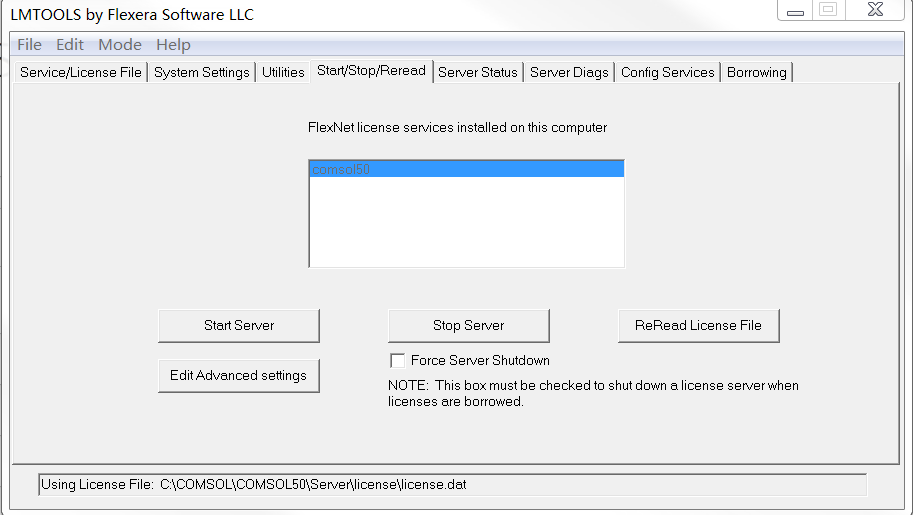 LMTOOLS by Flexera Software LLC
File Edit Mode Help
Service/License File System Settings Utilities Start/Stop/Reread Server Status Server Diags Config Services Borrowing
FlexNet license services installed on this computer
comsol50
Start Server Stop Server ReRead License File
Force Server Shutdown
Edit Advanced settings
NOTE: This box must be checked to shut down a license server when
licenses are borrowed.
Using License File: C:\COMSOL\COMSOL50\Server\license\license.dat